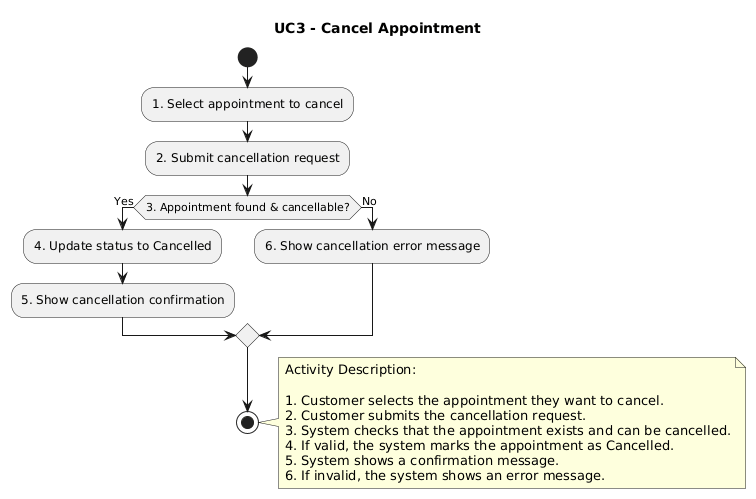 UC3 - Cancel Appointment
1. Select appointment to cancel
2. Submit cancellation request
Yes
3. Appointment found & cancellable?
No
4. Update status to Cancelled
6. Show cancellation error message
5. Show cancellation confirmation
Activity Description:
1. Customer selects the appointment they want to cancel.
2. Customer submits the cancellation request.
3. System checks that the appointment exists and can be cancelled.
4. If valid, the system marks the appointment as Cancelled.
5. System shows a confirmation message.
6. If invalid, the system shows an error message.